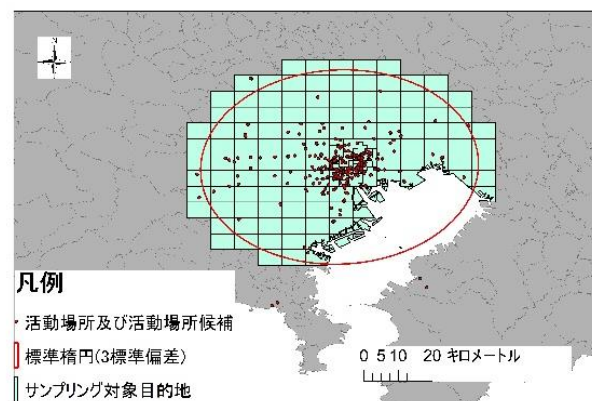 凡例
活動場所及び活動場所候補
標準楕円(3標準偏差)
サンプリング対象目的地
0 5 10 20 キロメートル